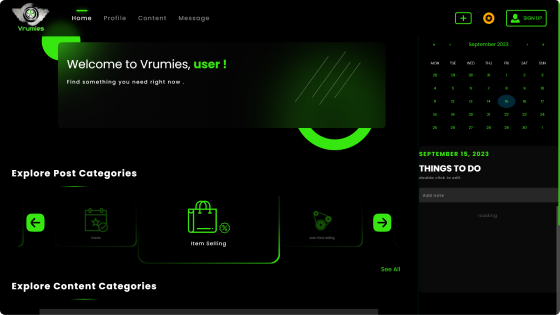 Vrumies
Home Profile Content Message
SIGN UP
Welcome to Vrumies, user !
Find something you need right now .
September 2023
MON TUE WED THU FRI SAT SUN
28 29 30 31 1 2 3
4 5 6 7 8 9 10
11 12 13 14 15 16 17
18 19 20 21 22 23 24
25 26 27 28 29 30 1
SEPTEMBER 15, 2023
THINGS TO DO
double click to edit
Add note
loading
Explore Post Categories
Item Selling
See All
Explore Content Categories